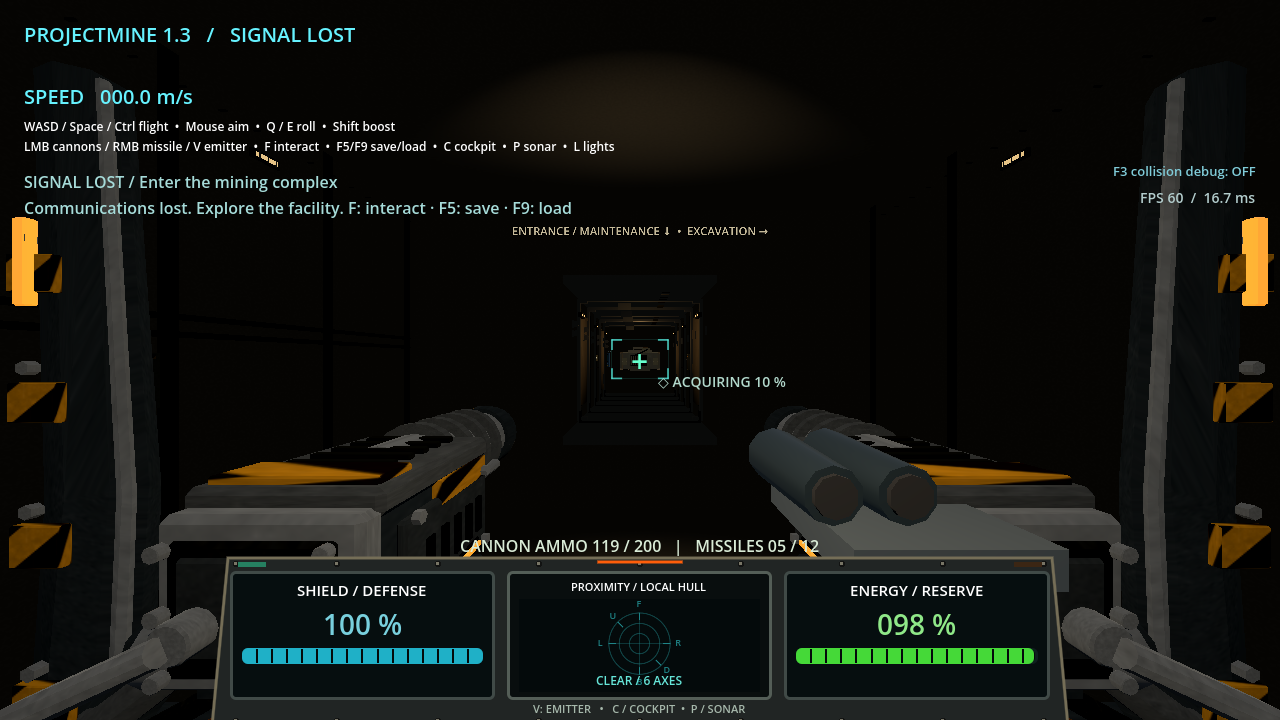 PROJECTMINE 1.3 / SIGNAL LOST
SPEED 000.0 m/s
WASD / Space / Ctrl flight • Mouse aim • Q / E roll • Shift boost
LMB cannons / RMB missile / V emitter • F interact • F5/F9 save/load • C cockpit • P sonar • L lights
SIGNAL LOST / Enter the mining complex
Communications lost. Explore the facility. F: interact · F5: save · F9: load
F3 collision debug: OFF
FPS 60 / 16.7 ms
ENTRANCE / MAINTENANCE ↓ • EXCAVATION →
◇ ACQUIRING 10 %
CANNON AMMO 119 / 200 | MISSILES 05 / 12
SHIELD / DEFENSE
100 %
PROXIMITY / LOCAL HULL
F
U
L R
D
CLEAR / 6 AXES
ENERGY / RESERVE
098 %
V: EMITTER • C / COCKPIT • P / SONAR